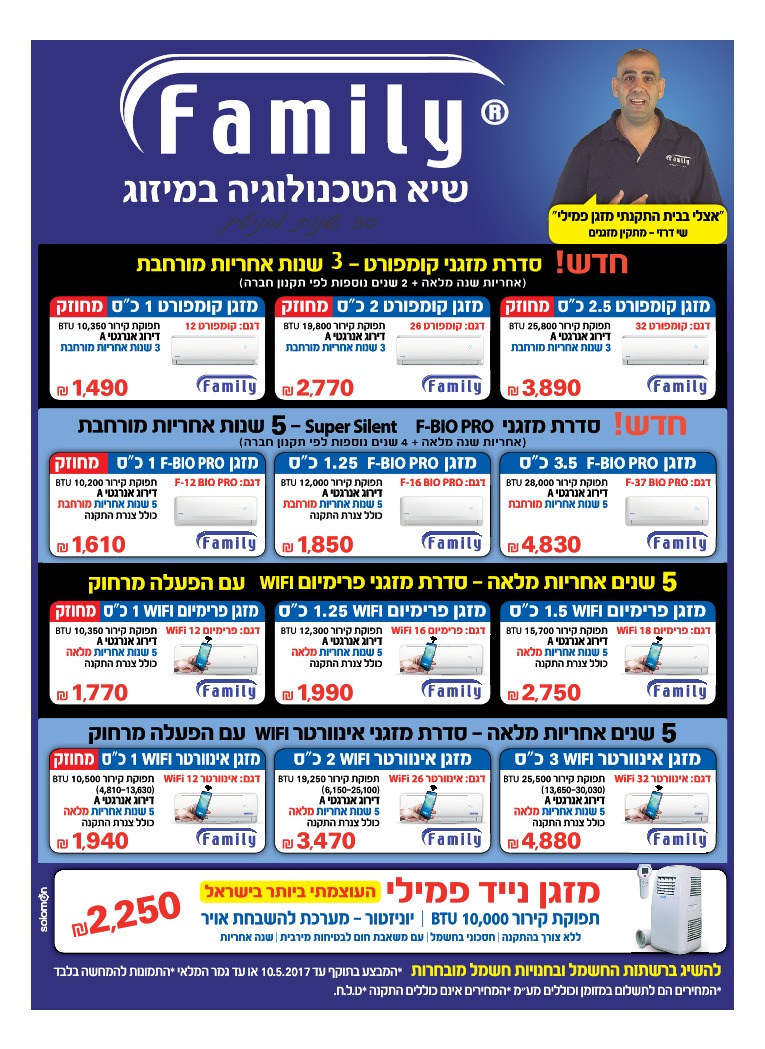 Family®
שיא הטכנולוגיה במיזוג
Family
"אצלי בבית התקנתי מזגן פמילי"
שי דרזי – מתקין מזגנים
חדש! סדרת מזגני קומפורט – 3 שנות אחריות מורחבת
(אחריות שנה מלאה + 2 שנים נוספות לפי תקנון חברה)
מזגן קומפורט 2.5 כ"ס מחוזק
דגם: קומפורט 32
תפוקת קירור 25,800 BTU
דירוג אנרגטי A
3 שנות אחריות מורחבת
Family
3,890 ₪
מזגן קומפורט 2 כ"ס מחוזק
דגם: קומפורט 26
תפוקת קירור 19,800 BTU
דירוג אנרגטי A
3 שנות אחריות מורחבת
Family
2,770 ₪
מזגן קומפורט 1 כ"ס מחוזק
דגם: קומפורט 12
תפוקת קירור 10,350 BTU
דירוג אנרגטי A
3 שנות אחריות מורחבת
Family
1,490 ₪
חדש! סדרת מזגני F-BIO PRO Super Silent – 5 שנות אחריות מורחבת
(אחריות שנה מלאה + 4 שנים נוספות לפי תקנון חברה)
מזגן F-BIO PRO 3.5 כ"ס
דגם: F-37 BIO PRO
תפוקת קירור 28,000 BTU
דירוג אנרגטי A
5 שנות אחריות מורחבת
Family
4,830 ₪
מזגן F-BIO PRO 1.25 כ"ס
דגם: F-16 BIO PRO
תפוקת קירור 12,000 BTU
דירוג אנרגטי A
5 שנות אחריות מורחבת
כולל צנרת התקנה
Family
1,850 ₪
מזגן F-BIO PRO 1 כ"ס מחוזק
דגם: F-12 BIO PRO
תפוקת קירור 10,200 BTU
דירוג אנרגטי A
5 שנות אחריות מורחבת
כולל צנרת התקנה
Family
1,610 ₪
5 שנים אחריות מלאה – סדרת מזגני פרימיום WIFI עם הפעלה מרחוק
מזגן פרימיום WIFI 1.5 כ"ס
דגם: פרימיום WiFi 18
תפוקת קירור 15,700 BTU
דירוג אנרגטי A
5 שנות אחריות מלאה
כולל צנרת התקנה
Family
2,750 ₪
מזגן פרימיום WIFI 1.25 כ"ס
דגם: פרימיום WiFi 16
תפוקת קירור 12,300 BTU
דירוג אנרגטי A
5 שנות אחריות מלאה
כולל צנרת התקנה
Family
1,990 ₪
מזגן פרימיום WIFI 1 כ"ס מחוזק
דגם: פרימיום WiFi 12
תפוקת קירור 10,350 BTU
דירוג אנרגטי A
5 שנות אחריות מלאה
כולל צנרת התקנה
Family
1,770 ₪
5 שנים אחריות מלאה – סדרת מזגני אינוורטר WIFI עם הפעלה מרחוק
מזגן אינוורטר WIFI 3 כ"ס
דגם: אינוורטר WiFi 32
תפוקת קירור 25,500 BTU
(13,650-30,030)
דירוג אנרגטי A
5 שנות אחריות מלאה
כולל צנרת התקנה
Family
4,880 ₪
מזגן אינוורטר WIFI 2 כ"ס
דגם: אינוורטר WiFi 26
תפוקת קירור 19,250 BTU
(6,150-25,100)
דירוג אנרגטי A
5 שנות אחריות מלאה
כולל צנרת התקנה
Family
3,470 ₪
מזגן אינוורטר WIFI 1 כ"ס מחוזק
דגם: אינוורטר WiFi 12
תפוקת קירור 10,500 BTU
(4,810-13,630)
דירוג אנרגטי A
5 שנות אחריות מלאה
כולל צנרת התקנה
Family
1,940 ₪
מזגן נייד פמילי העוצמתי ביותר בישראל
תפוקת קירור 10,000 BTU | יוניזטור – מערכת להשבחת אויר
ללא צורך בהתקנה | חסכוני בחשמל | עם משאבת חום לבטיחות מירבית | שנה אחריות
2,250 ₪
solomon
להשיג ברשתות החשמל ובחנויות חשמל מובחרות *המבצע בתוקף עד 10.5.2017 או עד גמר המלאי *התמונות להמחשה בלבד
*המחירים הם לתשלום במזומן וכוללים מע"מ *המחירים אינם כוללים התקנה *ט.ל.ח.